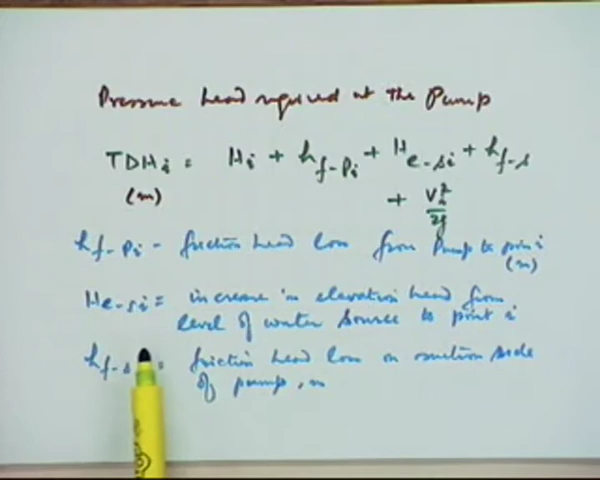 Pressure head required at the Pump
TDHi = Hi + hf-Pi + He-si + hf-s
(m) + Vi²/2g
hf-Pi - friction head loss from Pump to point i
(m)
He-si = increase in elevation head from
level of water source to point i
hf-s = friction head loss on suction side
of pump, m